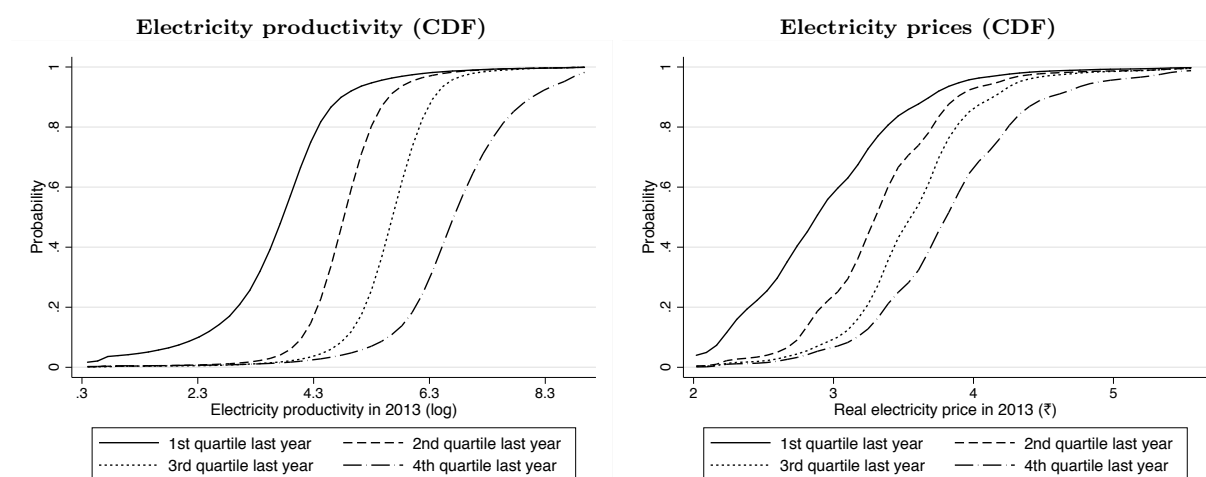 Electricity productivity (CDF)
Probability
0
.2
.4
.6
.8
1
.3
2.3
4.3
6.3
8.3
Electricity productivity in 2013 (log)
1st quartile last year
2nd quartile last year
3rd quartile last year
4th quartile last year
Electricity prices (CDF)
Probability
0
.2
.4
.6
.8
1
2
3
4
5
Real electricity price in 2013 (₹)
1st quartile last year
2nd quartile last year
3rd quartile last year
4th quartile last year